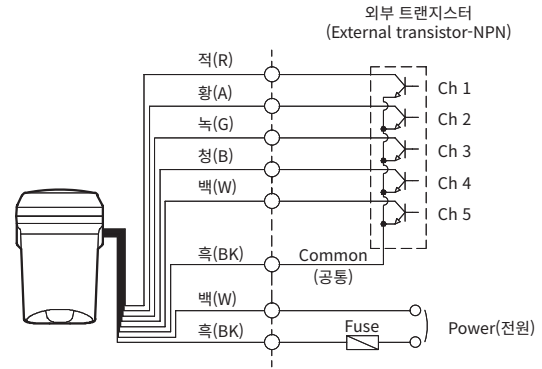 외부 트랜지스터
(External transistor-NPN)
적(R)
Ch 1
황(A)
Ch 2
녹(G)
Ch 3
청(B)
Ch 4
백(W)
Ch 5
흑(BK)
Common
(공통)
백(W)
흑(BK)
Fuse
Power(전원)